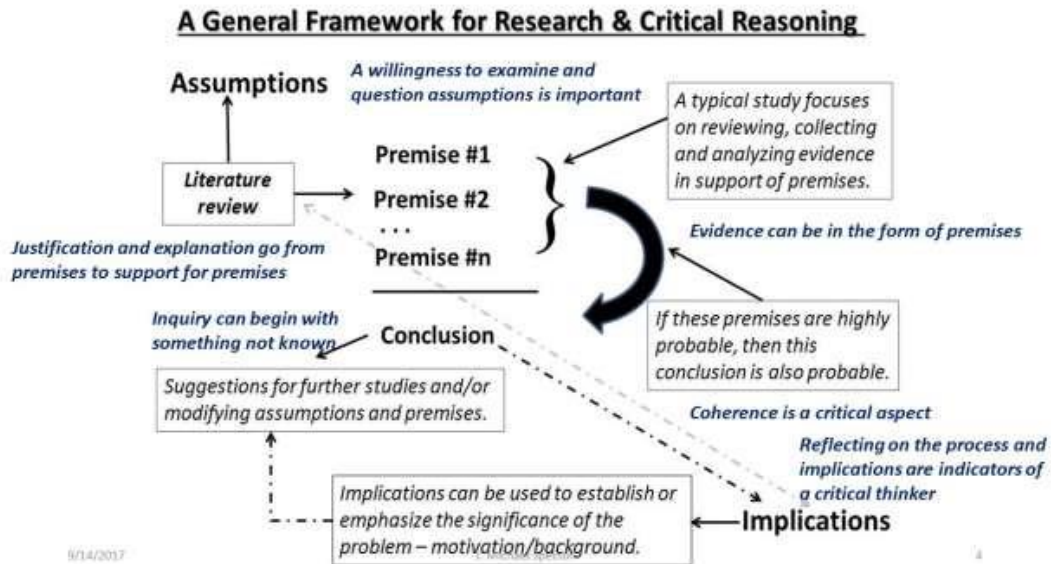 A General Framework for Research & Critical Reasoning
Assumptions
A willingness to examine and
question assumptions is important
A typical study focuses
on reviewing, collecting
and analyzing evidence
in support of premises.
Premise #1
Literature
review
Premise #2
...
Premise #n
Evidence can be in the form of premises
Justification and explanation go from
premises to support for premises
Inquiry can begin with
something not known
Conclusion
If these premises are highly
probable, then this
conclusion is also probable.
Suggestions for further studies and/or
modifying assumptions and premises.
Coherence is a critical aspect
Reflecting on the process and
implications are indicators of
a critical thinker
Implications can be used to establish or
emphasize the significance of the
problem – motivation/background.
Implications
9/14/2017
4